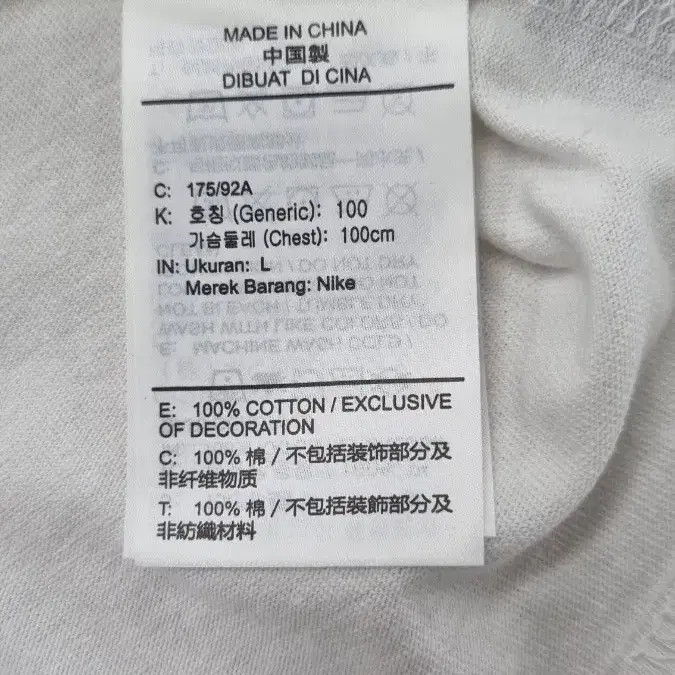 MADE IN CHINA
中国製
DIBUAT DI CINA
C: 175/92A
K: 호칭 (Generic): 100
가슴둘레 (Chest): 100cm
IN: Ukuran: L
Merek Barang: Nike
E: 100% COTTON / EXCLUSIVE
OF DECORATION
C: 100% 棉 / 不包括装饰部分及
非纤维物质
T: 100% 棉 / 不包括裝飾部分及
非紡織材料